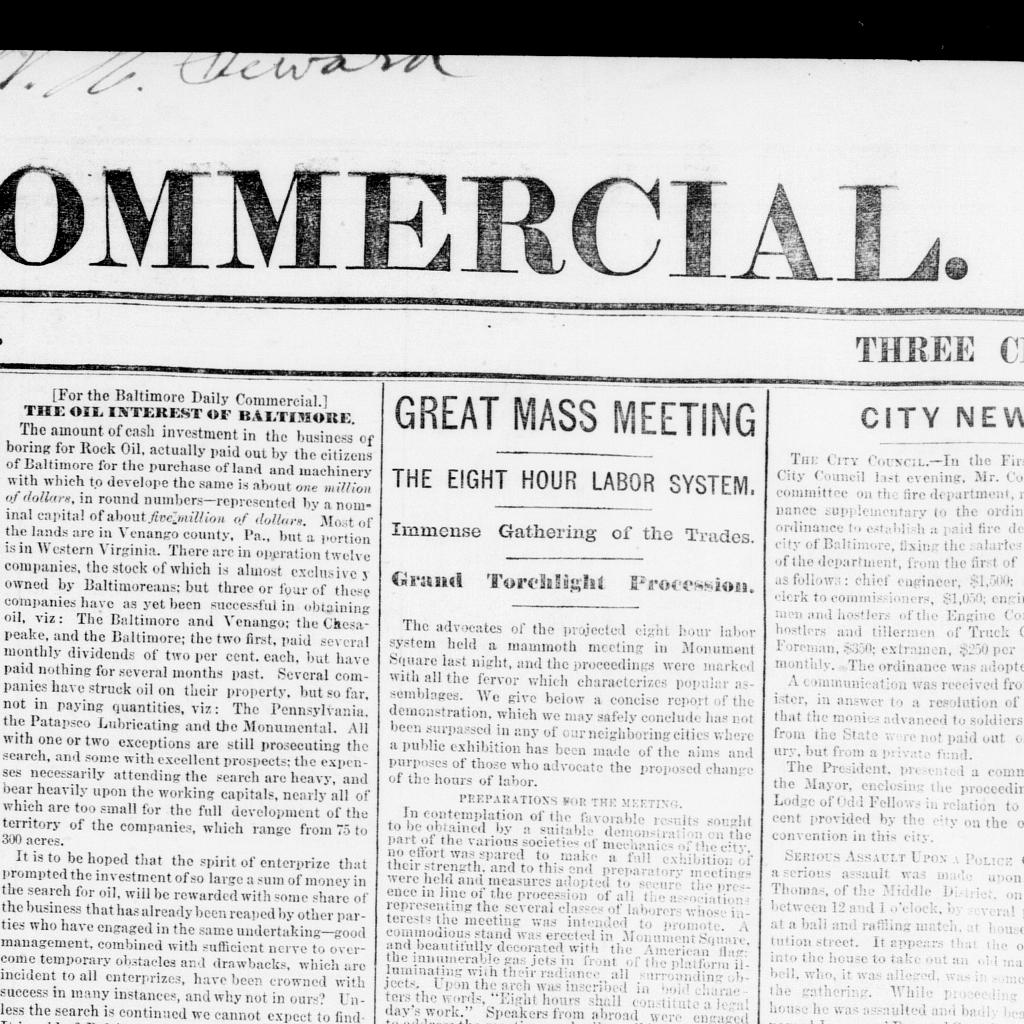 W. H. Seward
OMMERCIAL.
THREE C
[For the Baltimore Daily Commercial.]
THE OIL INTEREST OF BALTIMORE.
The amount of cash investment in the business of
boring for Rock Oil, actually paid out by the citizens
of Baltimore for the purchase of land and machinery
with which to develope the same is about one million
of dollars, in round numbers—represented by a nom-
inal capital of about five million of dollars. Most of
the lands are in Venango county, Pa., but a portion
is in Western Virginia. There are in operation twelve
companies, the stock of which is almost exclusive y
owned by Baltimoreans; but three or four of these
companies have as yet been successful in obtaining
oil, viz: The Baltimore and Venango; the Chesa-
peake, and the Baltimore; the two first, paid several
monthly dividends of two per cent. each, but have
paid nothing for several months past. Several com-
panies have struck oil on their property, but so far,
not in paying quantities, viz: The Pennsylvania,
the Patapsco Lubricating and the Monumental. All
with one or two exceptions are still prosecuting the
search, and some with excellent prospects; the expen-
ses necessarily attending the search are heavy, and
bear heavily upon the working capitals, nearly all of
which are too small for the full development of the
territory of the companies, which range from 75 to
300 acres.
It is to be hoped that the spirit of enterprize that
prompted the investment of so large a sum of money in
the search for oil, will be rewarded with some share of
the business that has already been reaped by other par-
ties who have engaged in the same undertaking—good
management, combined with sufficient nerve to over-
come temporary obstacles and drawbacks, which are
incident to all enterprizes, have been crowned with
success in many instances, and why not in ours? Un-
less the search is continued we cannot expect to find-
GREAT MASS MEETING
THE EIGHT HOUR LABOR SYSTEM.
Immense Gathering of the Trades.
Grand Torchlight Procession.
The advocates of the projected eight hour labor
system held a mammoth meeting in Monument
Square last night, and the proceedings were marked
with all the fervor which characterizes popular as-
semblages. We give below a concise report of the
demonstration, which we may safely conclude has not
been surpassed in any of our neighboring cities where
a public exhibition has been made of the aims and
purposes of those who advocate the proposed change
of the hours of labor.
PREPARATIONS FOR THE MEETING.
In contemplation of the favorable results sought
to be obtained by a suitable demonstration on the
part of the various societies of mechanics of the city,
no effort was spared to make a full exhibition of
their strength, and to this end preparatory meetings
were held and measures adopted to secure the pres-
ence in line of the procession of all the associations
representing the several classes of laborers whose in-
terests the meeting was intended to promote. A
commodious stand was erected in Monument Square,
and beautifully decorated with the American flag;
the innumerable gas jets in front of the platform il-
luminating with their radiance all surrounding ob-
jects. Upon the arch was inscribed in bold charac-
ters the words, "Eight hours shall constitute a legal
day's work." Speakers from abroad were engaged
CITY NEW
THE CITY COUNCIL.—In the Fir
City Council last evening, Mr. Co
committee on the fire department, r
nance supplementary to the ordin
ordinance to establish a paid fire de
city of Baltimore, fixing the salaries
of the department, from the first of
as follows: chief engineer, $1,500;
clerk to commissioners, $1,050; engin
men and hostlers of the Engine Co
hostlers and tillermen of Truck C
Foreman, $350; extramen, $250 per
monthly. The ordinance was adopte
A communication was received fro
ister, in answer to a resolution of
that the monies advanced to soldiers
from the State were not paid out o
ury, but from a private fund.
The President, presented a comm
the Mayor, enclosing the proceedin
Lodge of Odd Fellows in relation to
cent provided by the city on the o
convention in this city.
SERIOUS ASSAULT UPON A POLICE
a serious assault was made upon
Thomas, of the Middle District, on
between 12 and 1 o'clock, by several
at a ball and raffling match, at house
tution street. It appears that the o
into the house to take out an old ma
bell, who, it was alleged, was in some
the gathering. While proceeding
house he was assaulted and badly bea